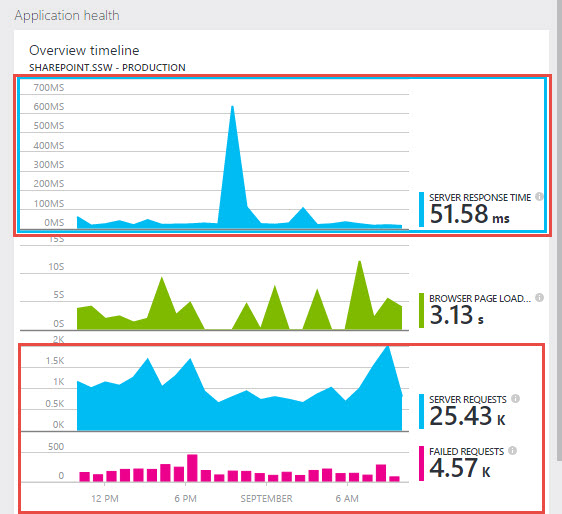 Application health
Overview timeline
SHAREPOINT.SSW - PRODUCTION
700MS
600MS
500MS
400MS
300MS
200MS
100MS
0MS
SERVER RESPONSE TIME
51.58 ms
15S
10S
5S
0S
BROWSER PAGE LOAD...
3.13 s
2K
1.5K
1K
0.5K
0K
SERVER REQUESTS
25.43 K
500
0
FAILED REQUESTS
4.57 K
12 PM 6 PM SEPTEMBER 6 AM